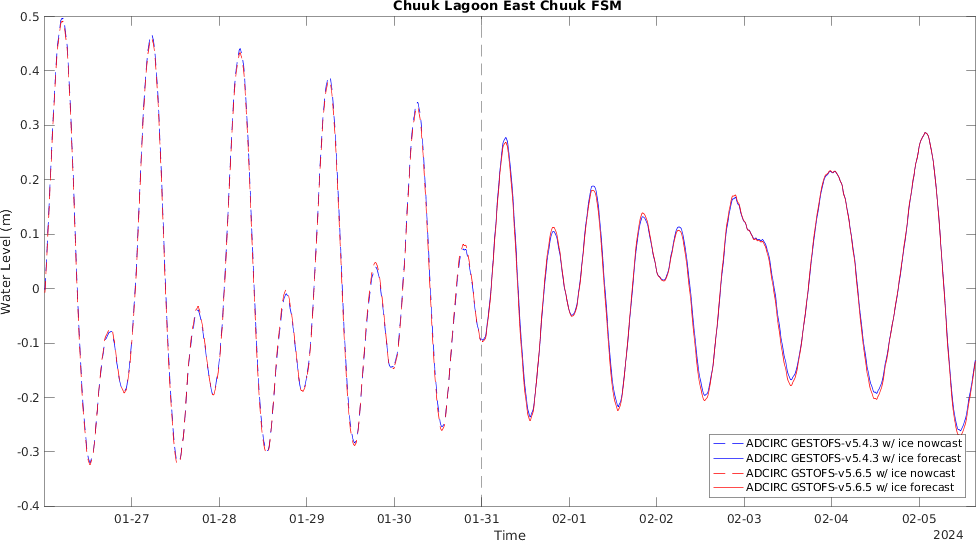 Chuuk Lagoon East Chuuk FSM
0.5
0.4
0.3
0.2
0.1
0
-0.1
-0.2
-0.3
-0.4
Water Level (m)
01-27 01-28 01-29 01-30 01-31 02-01 02-02 02-03 02-04 02-05
Time
2024
ADCIRC GESTOFS-v5.4.3 w/ ice nowcast
ADCIRC GESTOFS-v5.4.3 w/ ice forecast
ADCIRC GSTOFS-v5.6.5 w/ ice nowcast
ADCIRC GSTOFS-v5.6.5 w/ ice forecast